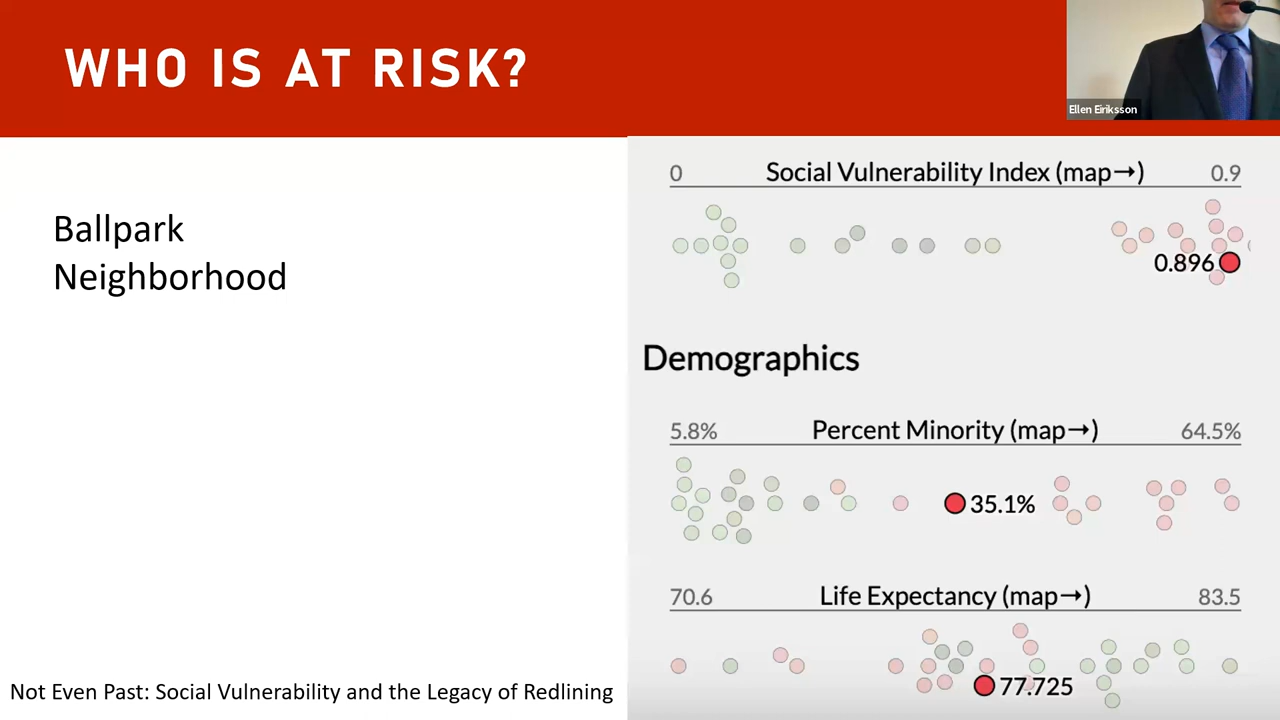 WHO IS AT RISK?
Ellen Eiriksson
Ballpark
Neighborhood
0 Social Vulnerability Index (map→) 0.9
0.896
Demographics
5.8% Percent Minority (map→) 64.5%
35.1%
70.6 Life Expectancy (map→) 83.5
77.725
Not Even Past: Social Vulnerability and the Legacy of Redlining